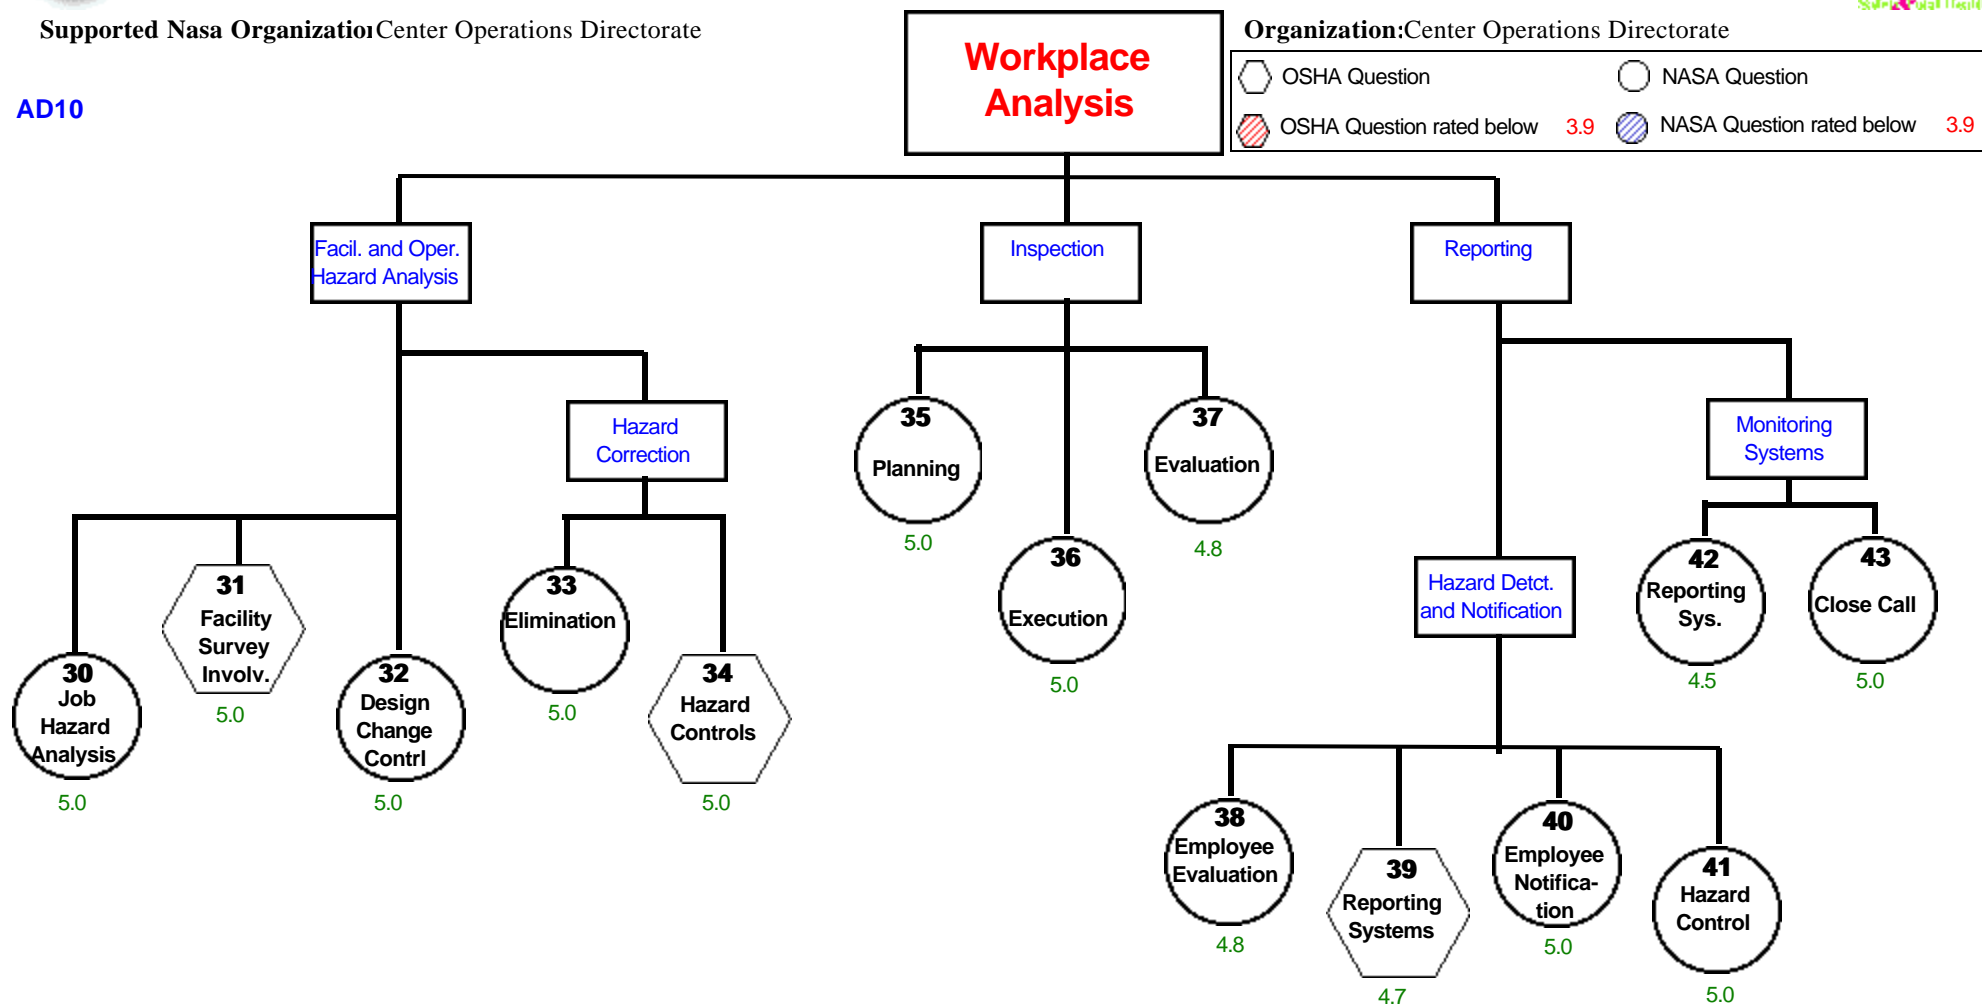 Supported Nasa Organization Center Operations Directorate
Organization: Center Operations Directorate
Workplace
Analysis
OSHA Question
NASA Question
OSHA Question rated below 3.9
NASA Question rated below 3.9
AD10
Facil. and Oper.
Hazard Analysis
Inspection
Reporting
Hazard
Correction
Monitoring
Systems
Hazard Detct.
and Notification
30
Job
Hazard
Analysis
5.0
31
Facility
Survey
Involv.
5.0
32
Design
Change
Contrl
5.0
33
Elimination
5.0
34
Hazard
Controls
5.0
35
Planning
5.0
36
Execution
5.0
37
Evaluation
4.8
38
Employee
Evaluation
4.8
39
Reporting
Systems
4.7
40
Employee
Notifica-
tion
5.0
41
Hazard
Control
5.0
42
Reporting
Sys.
4.5
43
Close Call
5.0